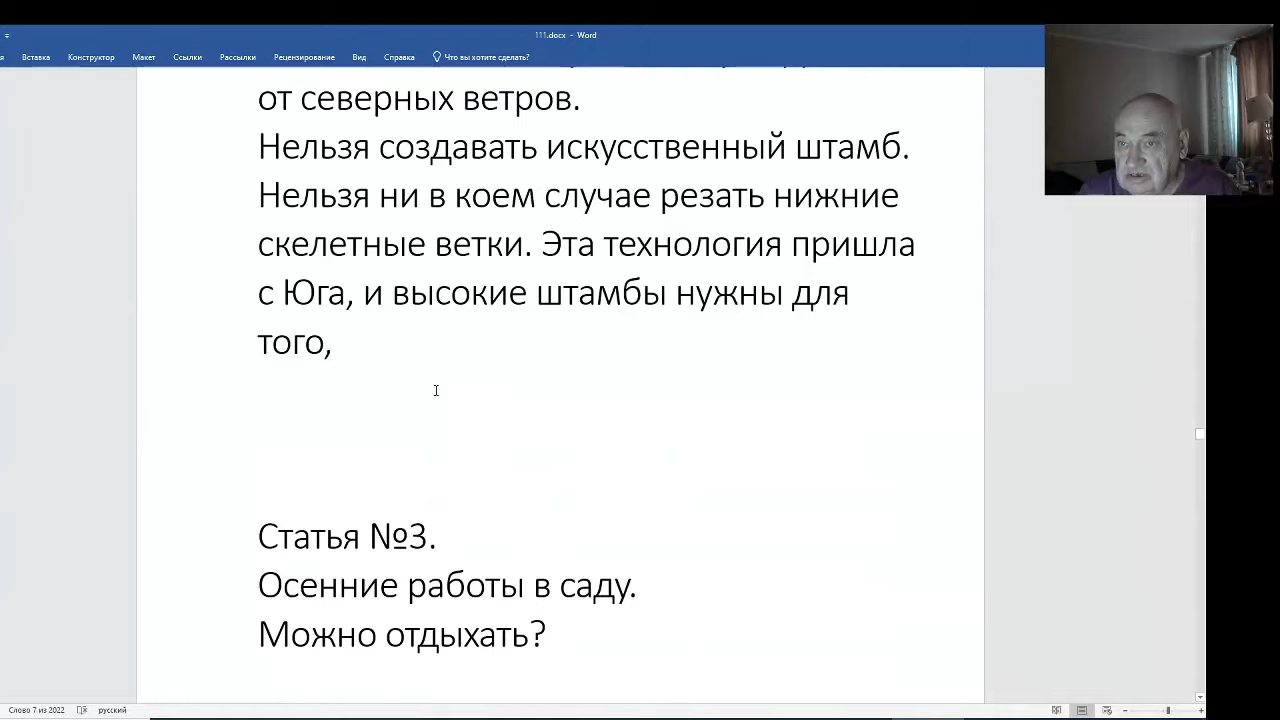 111.docx - Word
Вставка Конструктор Макет Ссылки Рассылки Рецензирование Вид Справка Что вы хотите сделать?
от северных ветров.
Нельзя создавать искусственный штамб.
Нельзя ни в коем случае резать нижние
скелетные ветки. Эта технология пришла
с Юга, и высокие штамбы нужны для
того,
Статья №3.
Осенние работы в саду.
Можно отдыхать?
Слово 7 из 2022 русский